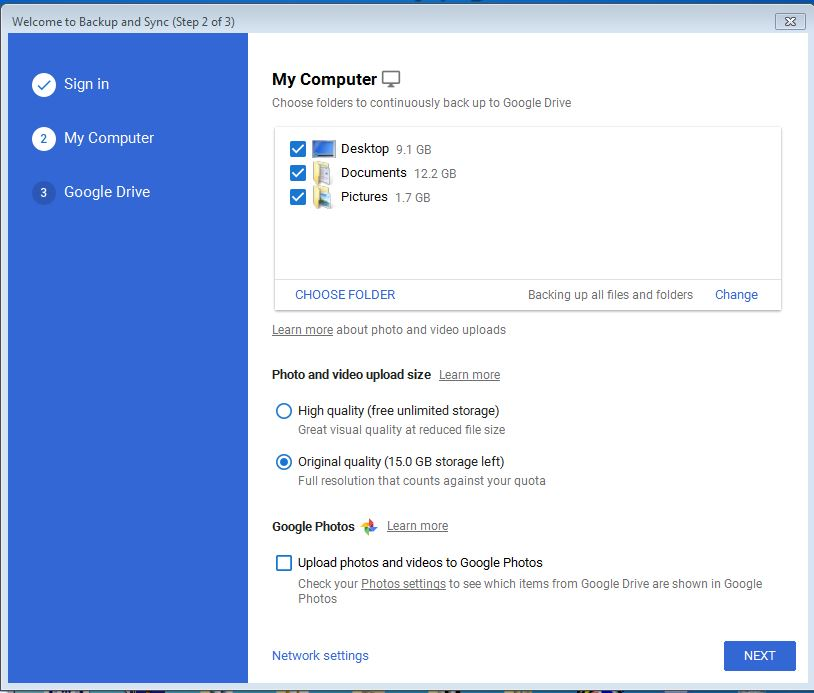 Welcome to Backup and Sync (Step 2 of 3)
Sign in
2 My Computer
3 Google Drive
My Computer
Choose folders to continuously back up to Google Drive
Desktop 9.1 GB
Documents 12.2 GB
Pictures 1.7 GB
CHOOSE FOLDER Backing up all files and folders Change
Learn more about photo and video uploads
Photo and video upload size Learn more
High quality (free unlimited storage)
Great visual quality at reduced file size
Original quality (15.0 GB storage left)
Full resolution that counts against your quota
Google Photos Learn more
Upload photos and videos to Google Photos
Check your Photos settings to see which items from Google Drive are shown in Google
Photos
Network settings NEXT